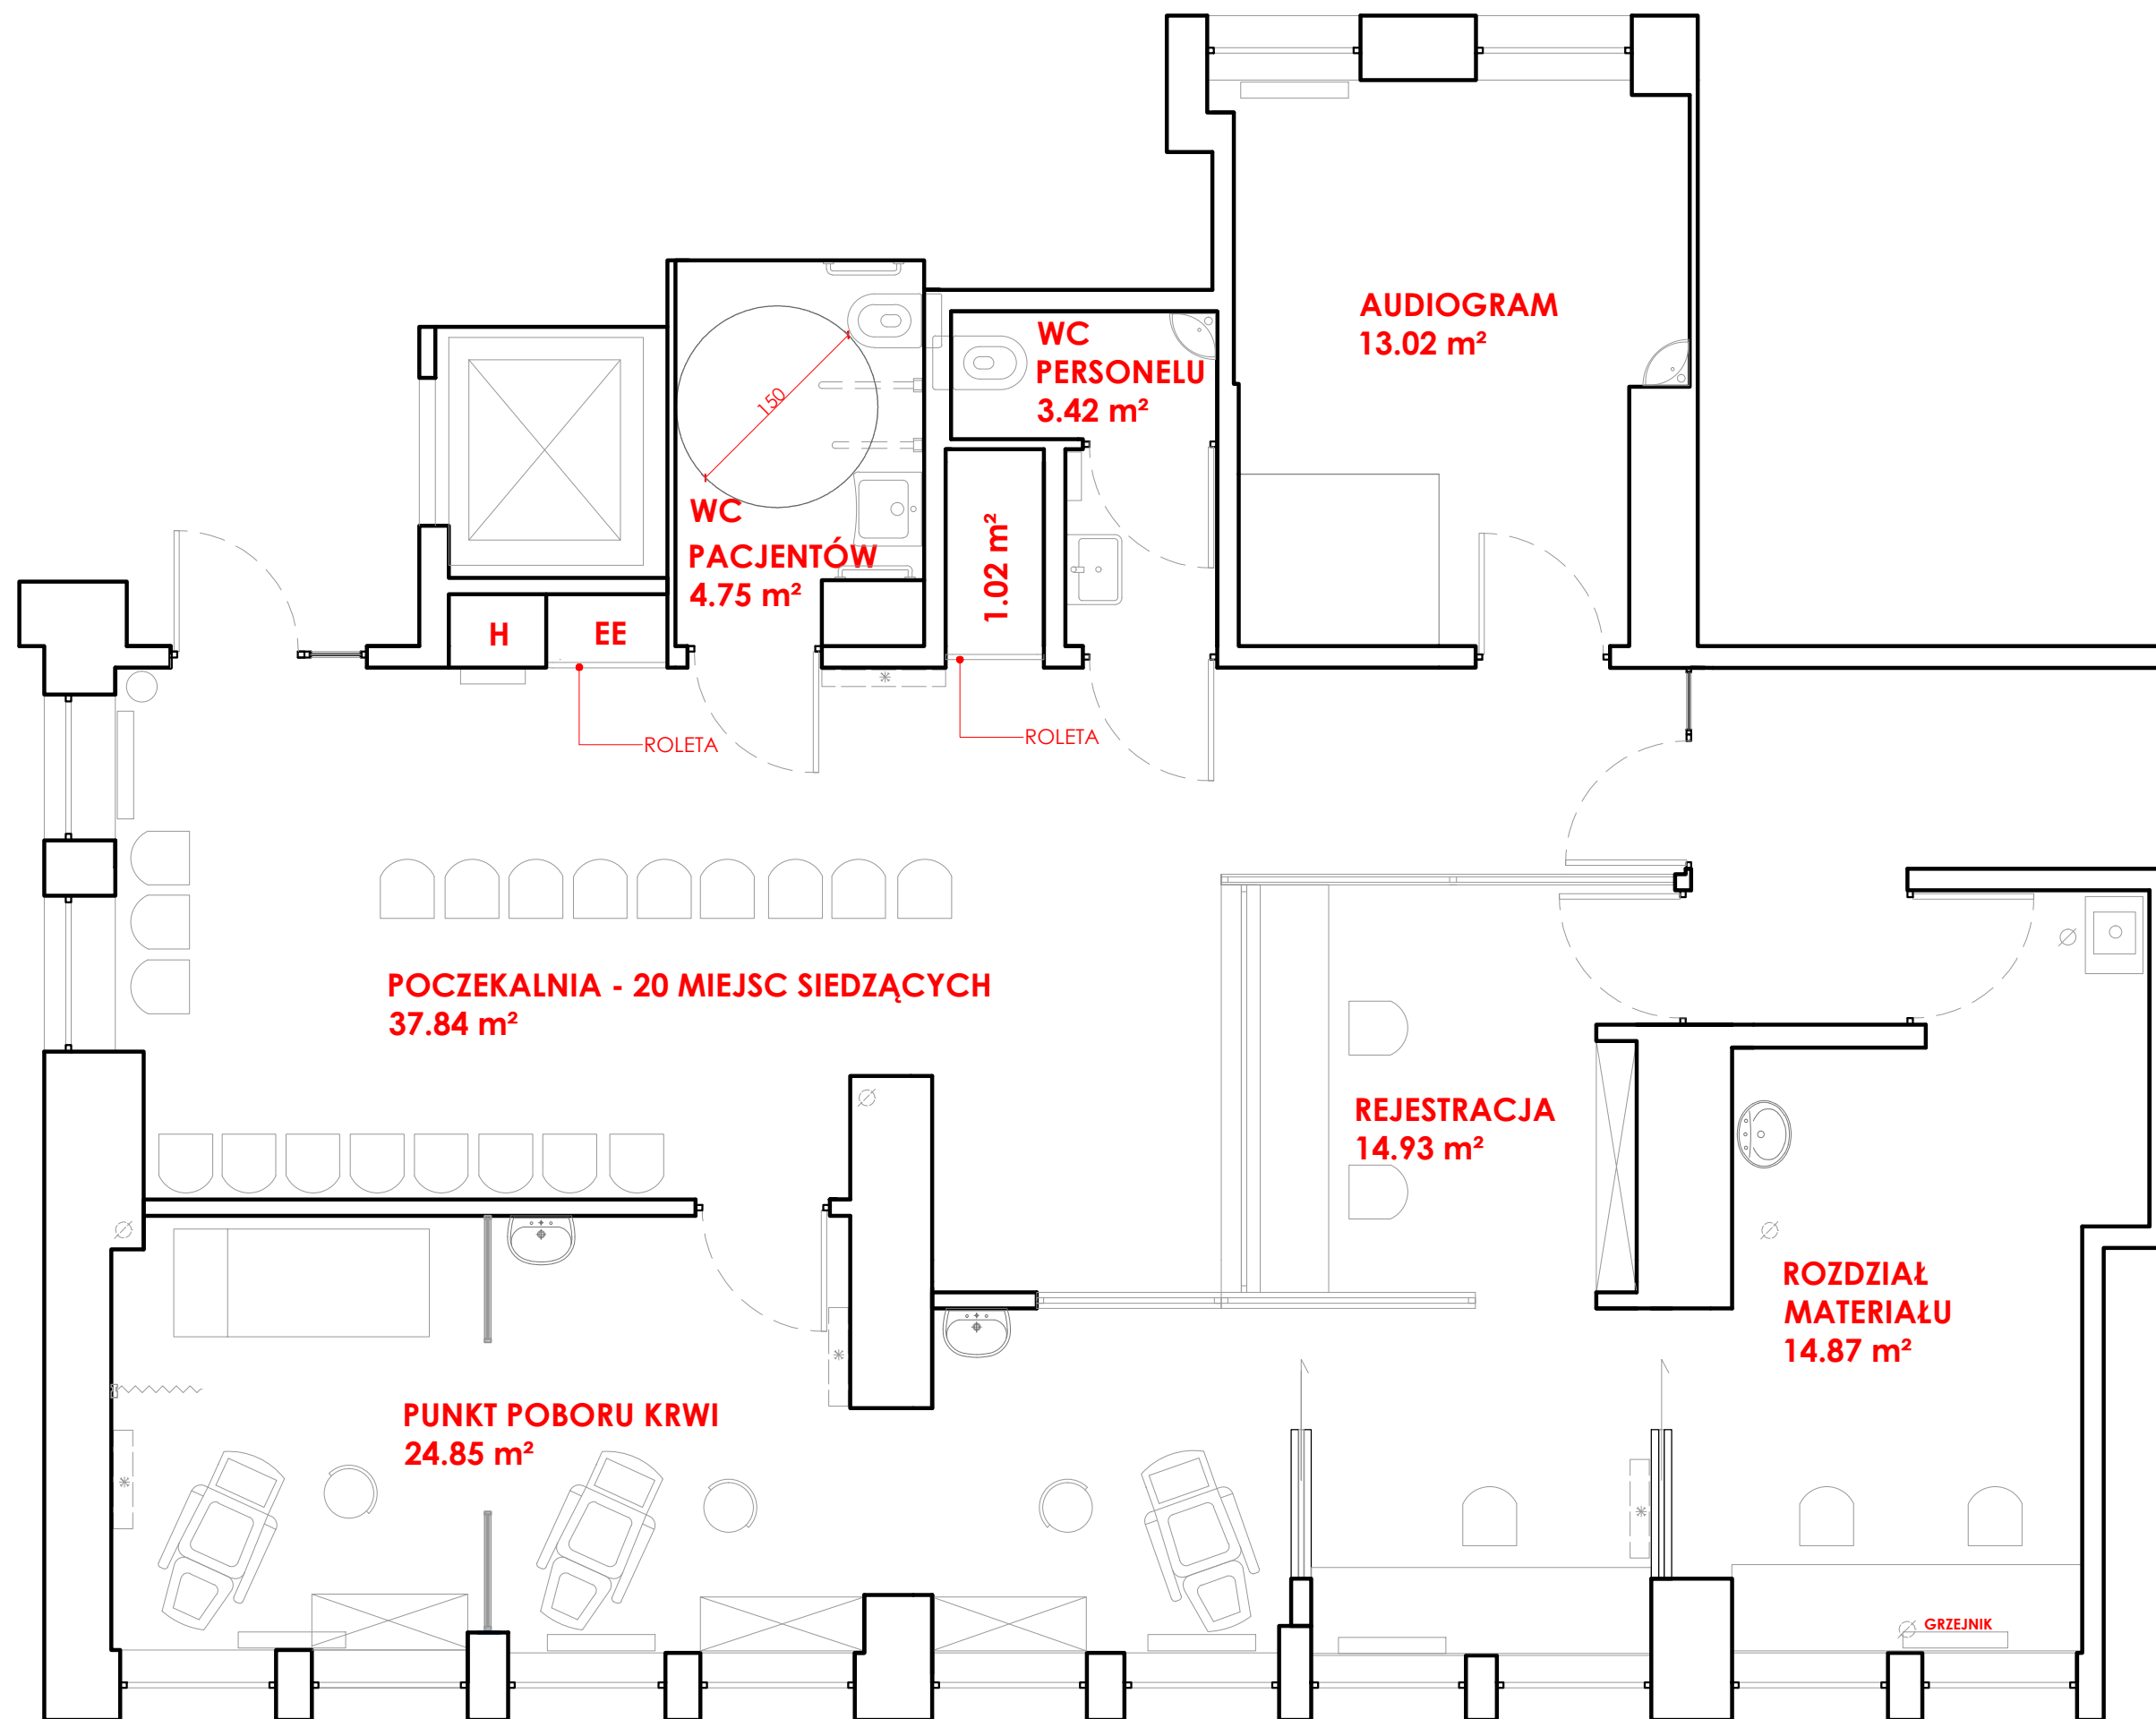 AUDIOGRAM
13.02 m²
WC
PERSONELU
3.42 m²
150
WC
PACJENTÓW
4.75 m²
1.02 m²
H
EE
ROLETA
ROLETA
POCZEKALNIA - 20 MIEJSC SIEDZĄCYCH
37.84 m²
REJESTRACJA
14.93 m²
ROZDZIAŁ
MATERIAŁU
14.87 m²
PUNKT POBORU KRWI
24.85 m²
GRZEJNIK